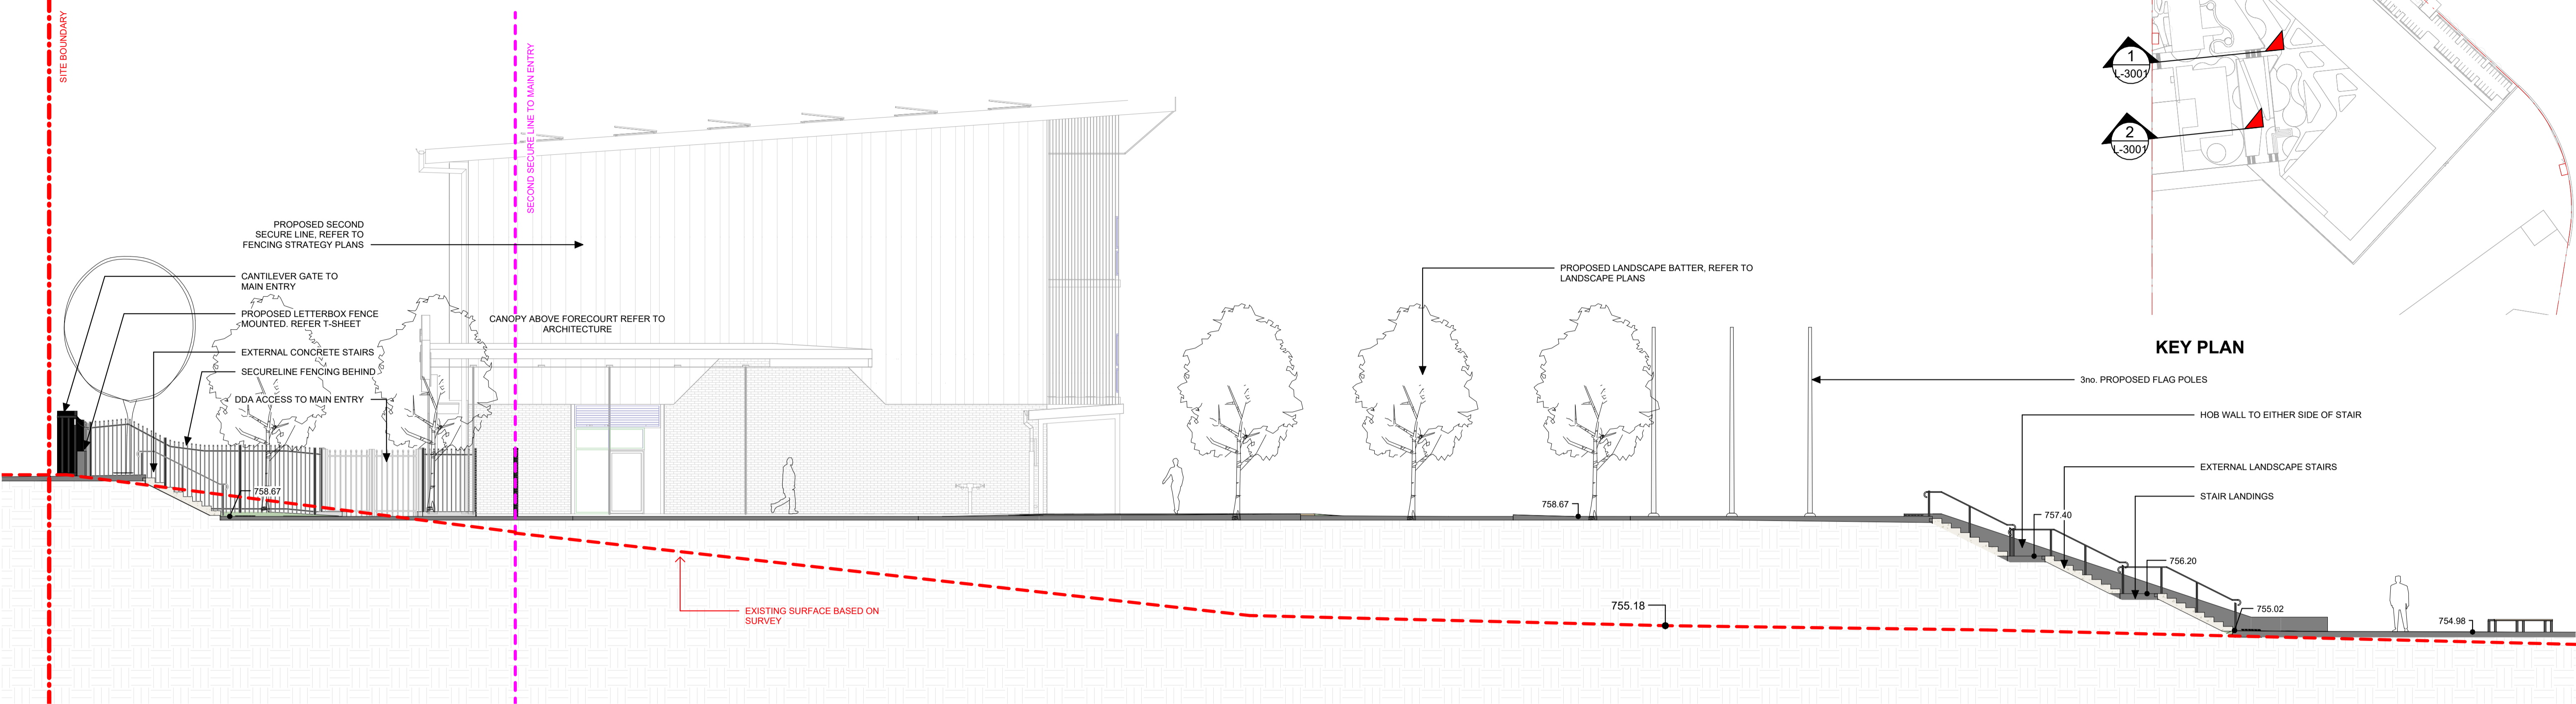 SITE BOUNDARY
SECOND SECURE LINE TO MAIN ENTRY
PROPOSED SECOND
SECURE LINE, REFER TO
FENCING STRATEGY PLANS
CANTILEVER GATE TO
MAIN ENTRY
PROPOSED LETTERBOX FENCE
MOUNTED. REFER T-SHEET
EXTERNAL CONCRETE STAIRS
SECURELINE FENCING BEHIND
DDA ACCESS TO MAIN ENTRY
758.67
CANOPY ABOVE FORECOURT REFER TO
ARCHITECTURE
EXISTING SURFACE BASED ON
SURVEY
PROPOSED LANDSCAPE BATTER, REFER TO
LANDSCAPE PLANS
758.67
755.18
1
L-3001
2
L-3001
KEY PLAN
3no. PROPOSED FLAG POLES
HOB WALL TO EITHER SIDE OF STAIR
EXTERNAL LANDSCAPE STAIRS
STAIR LANDINGS
757.40
756.20
755.02
754.98